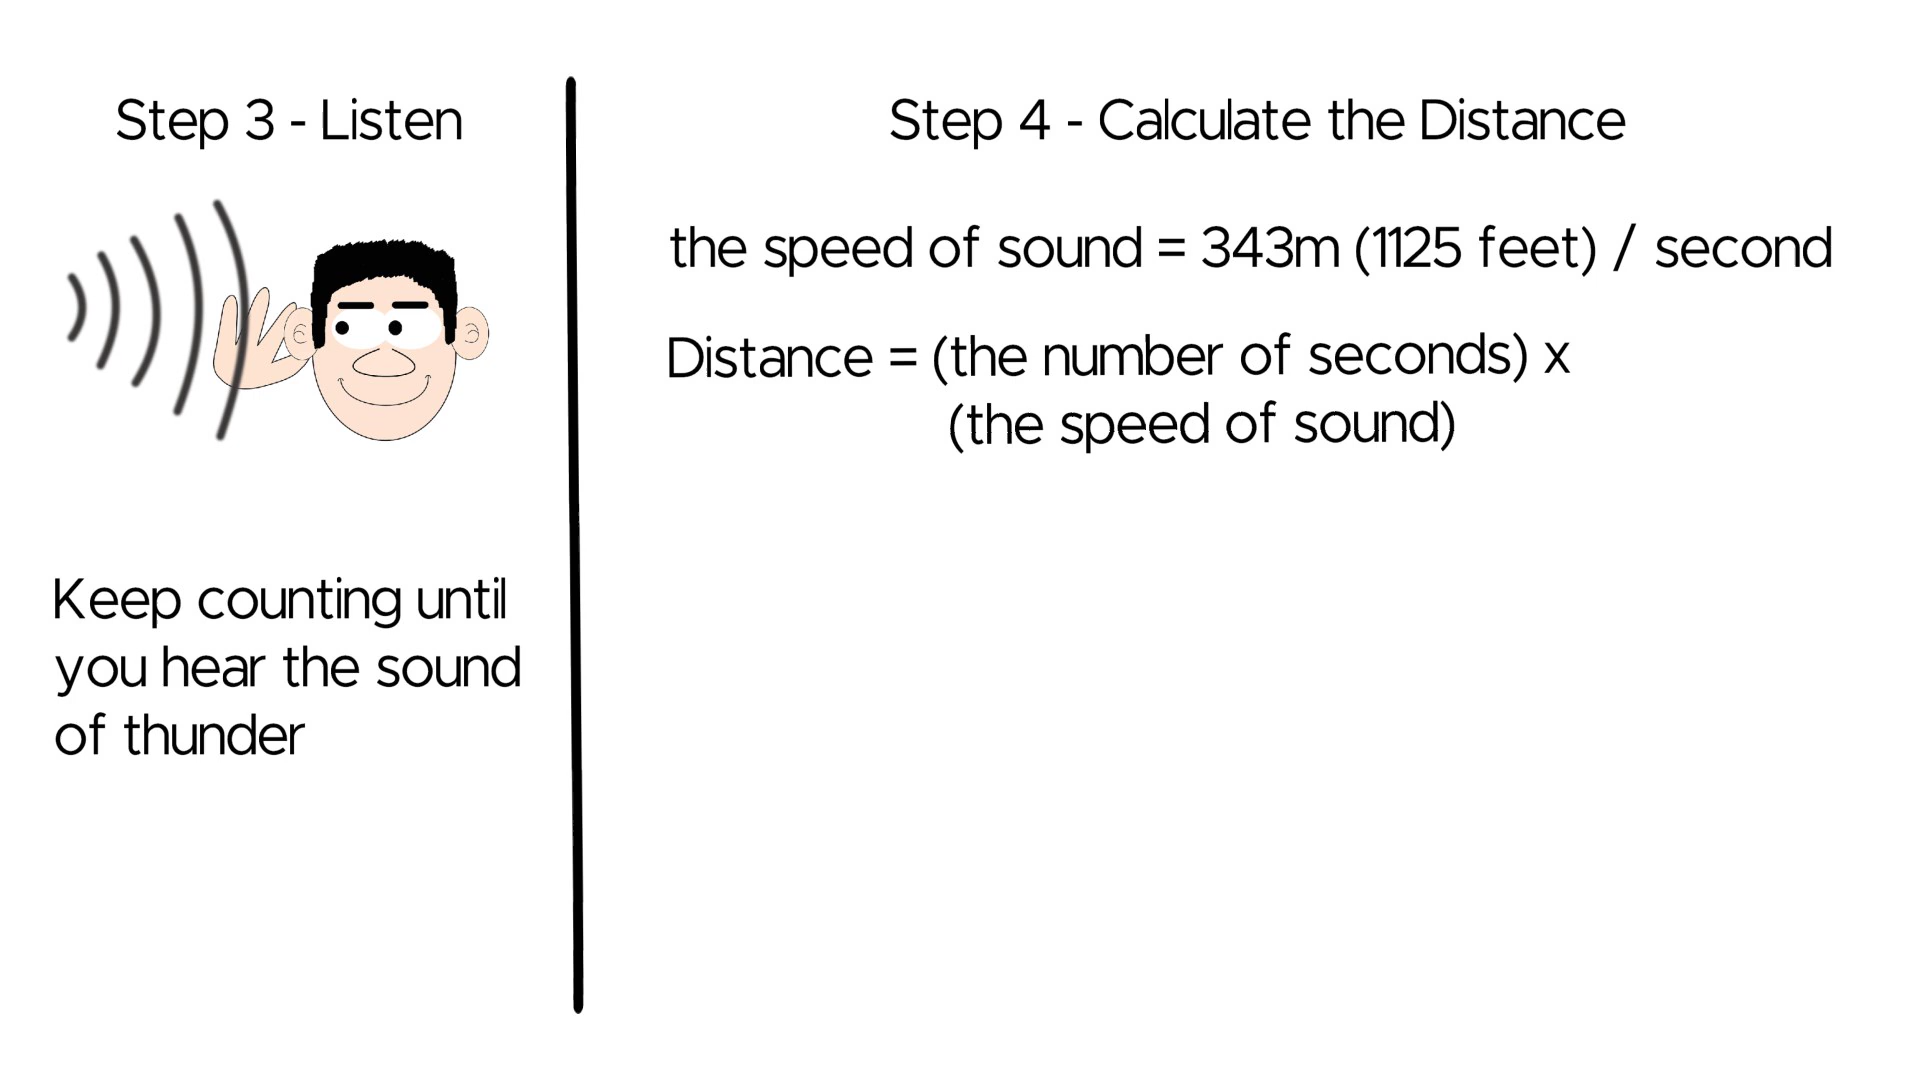 Step 3 - Listen
Keep counting until
you hear the sound
of thunder
Step 4 - Calculate the Distance
the speed of sound = 343m (1125 feet) / second
Distance = (the number of seconds) x
(the speed of sound)